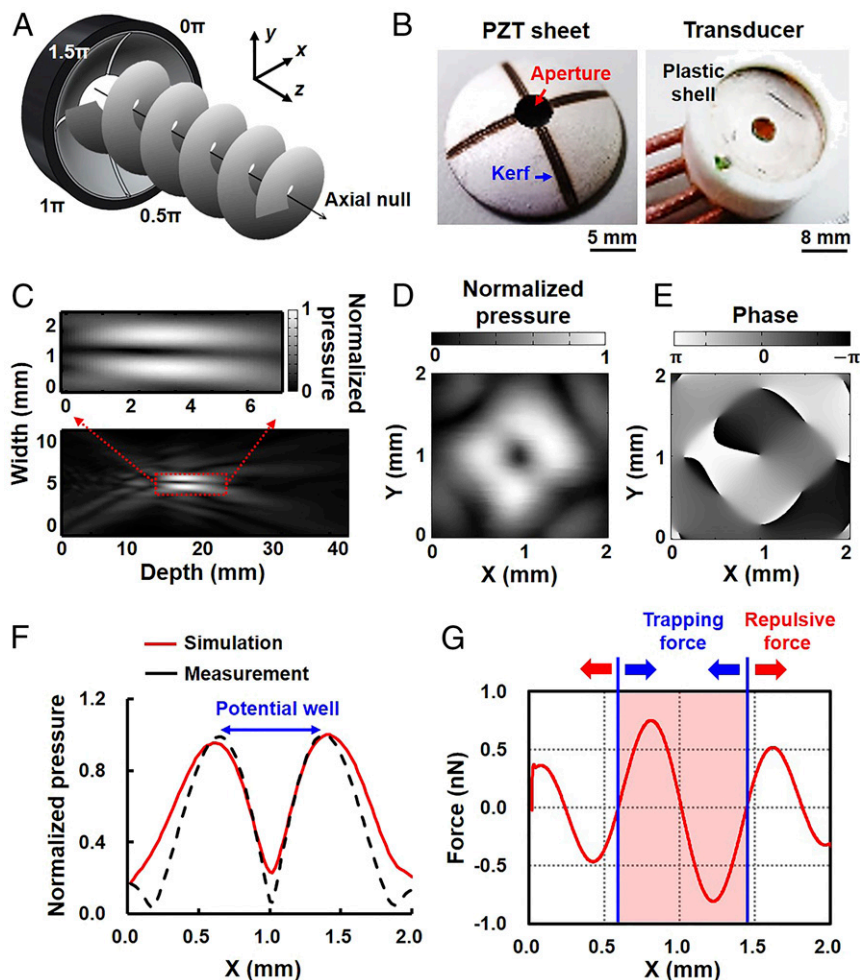 A
0π
1.5π
y
x
z
1π
0.5π
Axial null
B
PZT sheet
Transducer
Aperture
Plastic
shell
Kerf
5 mm
8 mm
C
2
1
0
0 2 4 6
1
0
Normalized
pressure
Width (mm)
10
5
0
0 10 20 30 40
Depth (mm)
D
Normalized
pressure
0 1
2
1
0
Y (mm)
0 1 2
X (mm)
E
Phase
π 0 −π
2
1
0
Y (mm)
0 1 2
X (mm)
F
Simulation
Measurement
Potential well
Normalized pressure
1.2
0.8
0.4
0.0
0.0 0.5 1.0 1.5 2.0
X (mm)
G
Trapping
force
Repulsive
force
Force (nN)
1.0
0.5
0.0
-0.5
-1.0
0.0 0.5 1.0 1.5 2.0
X (mm)